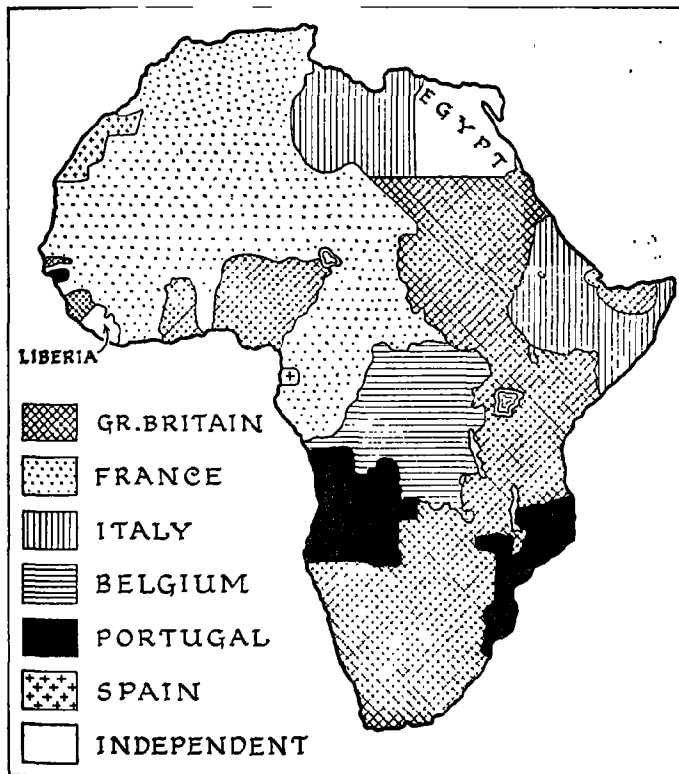 EGYPT
LIBERIA
GR. BRITAIN
FRANCE
ITALY
BELGIUM
PORTUGAL
SPAIN
INDEPENDENT